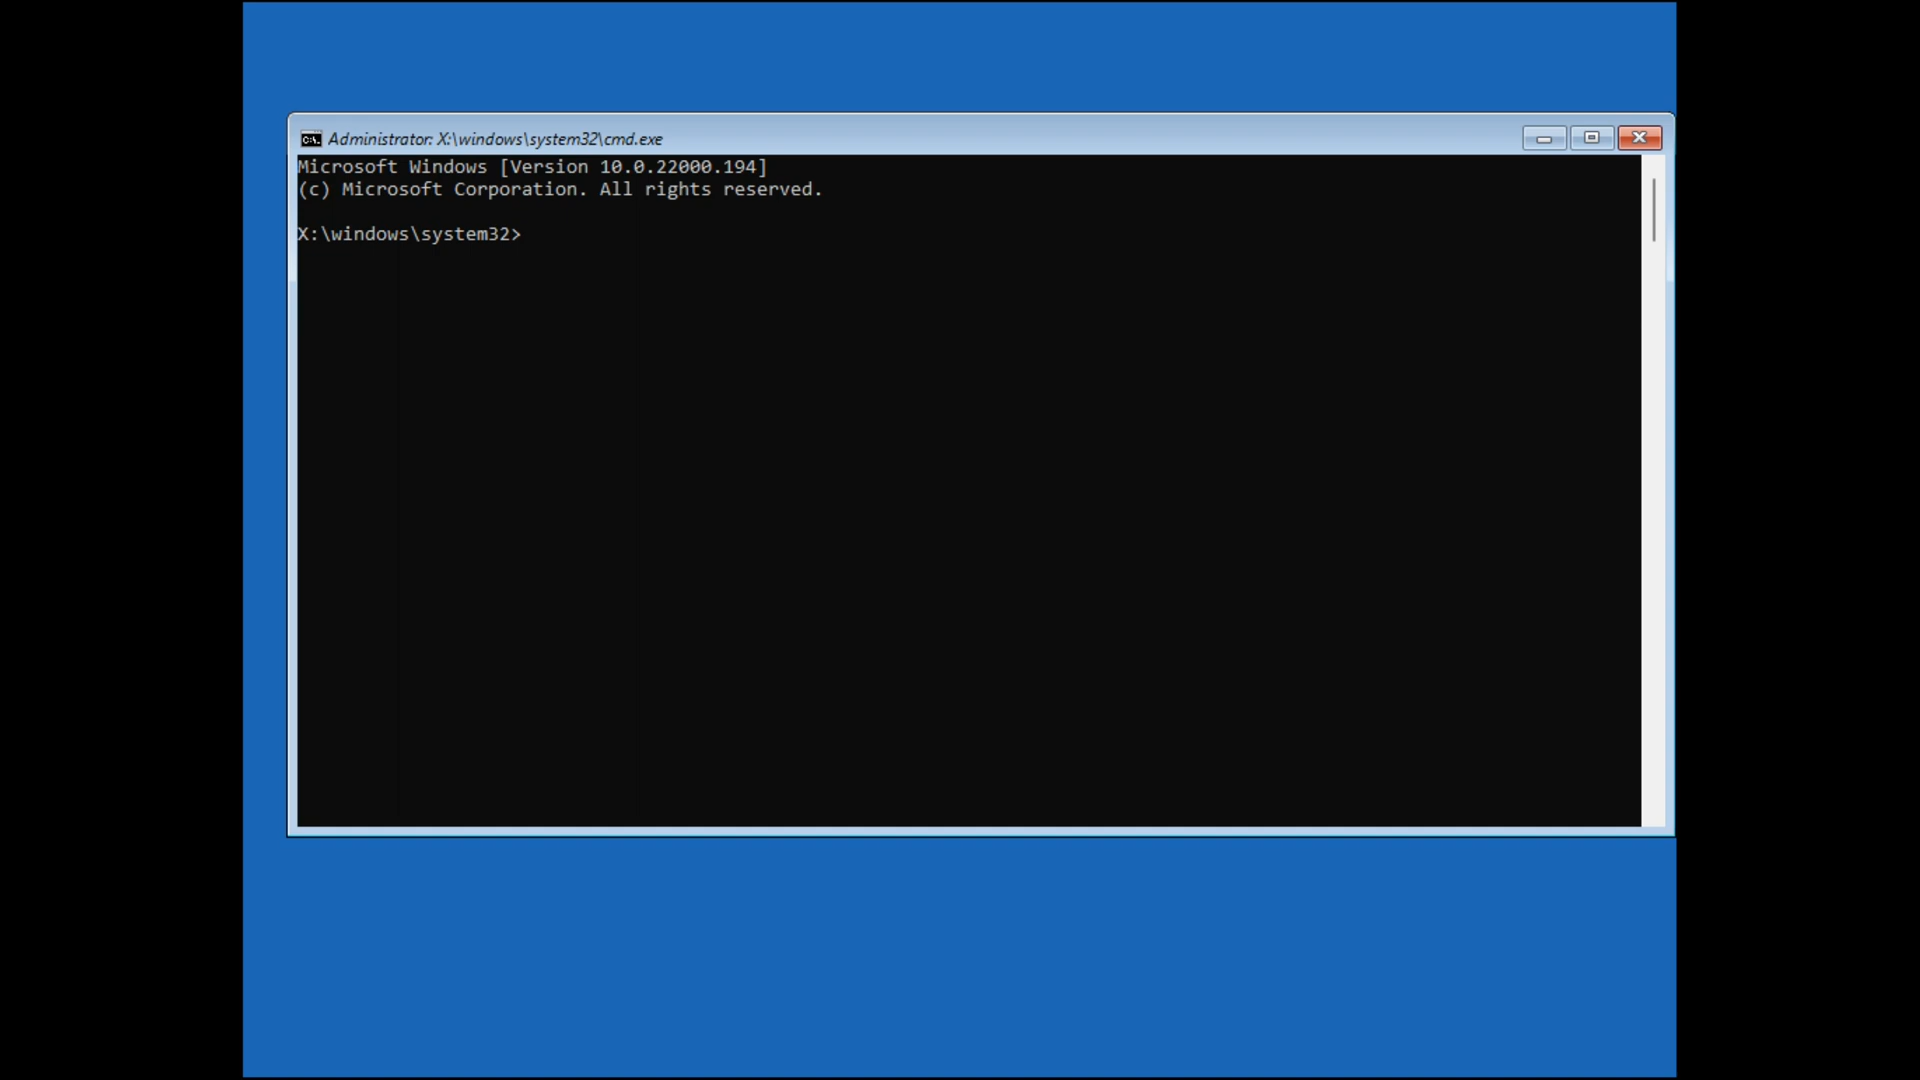 Administrator: X:\windows\system32\cmd.exe
Microsoft Windows [Version 10.0.22000.194]
(c) Microsoft Corporation. All rights reserved.
X:\windows\system32>